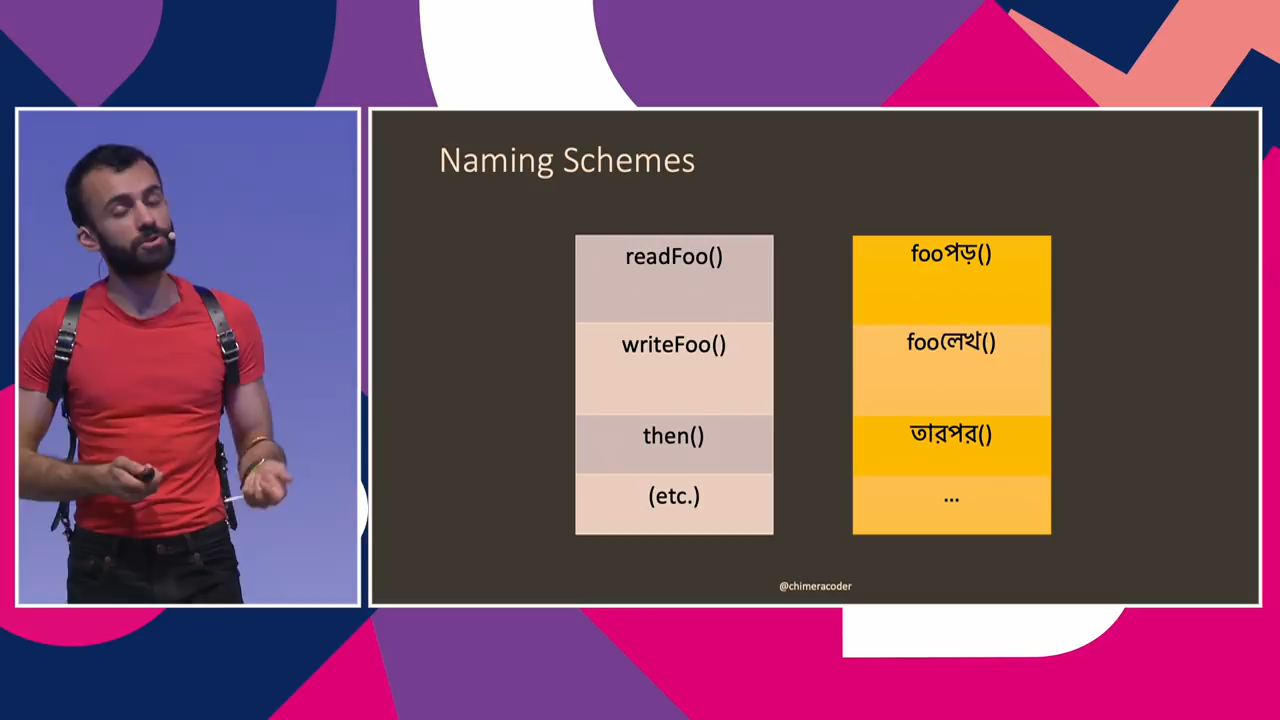 Naming Schemes
readFoo()
fooপড়()
writeFoo()
fooলেখ()
then()
তারপর()
(etc.)
...
@chimeracoder